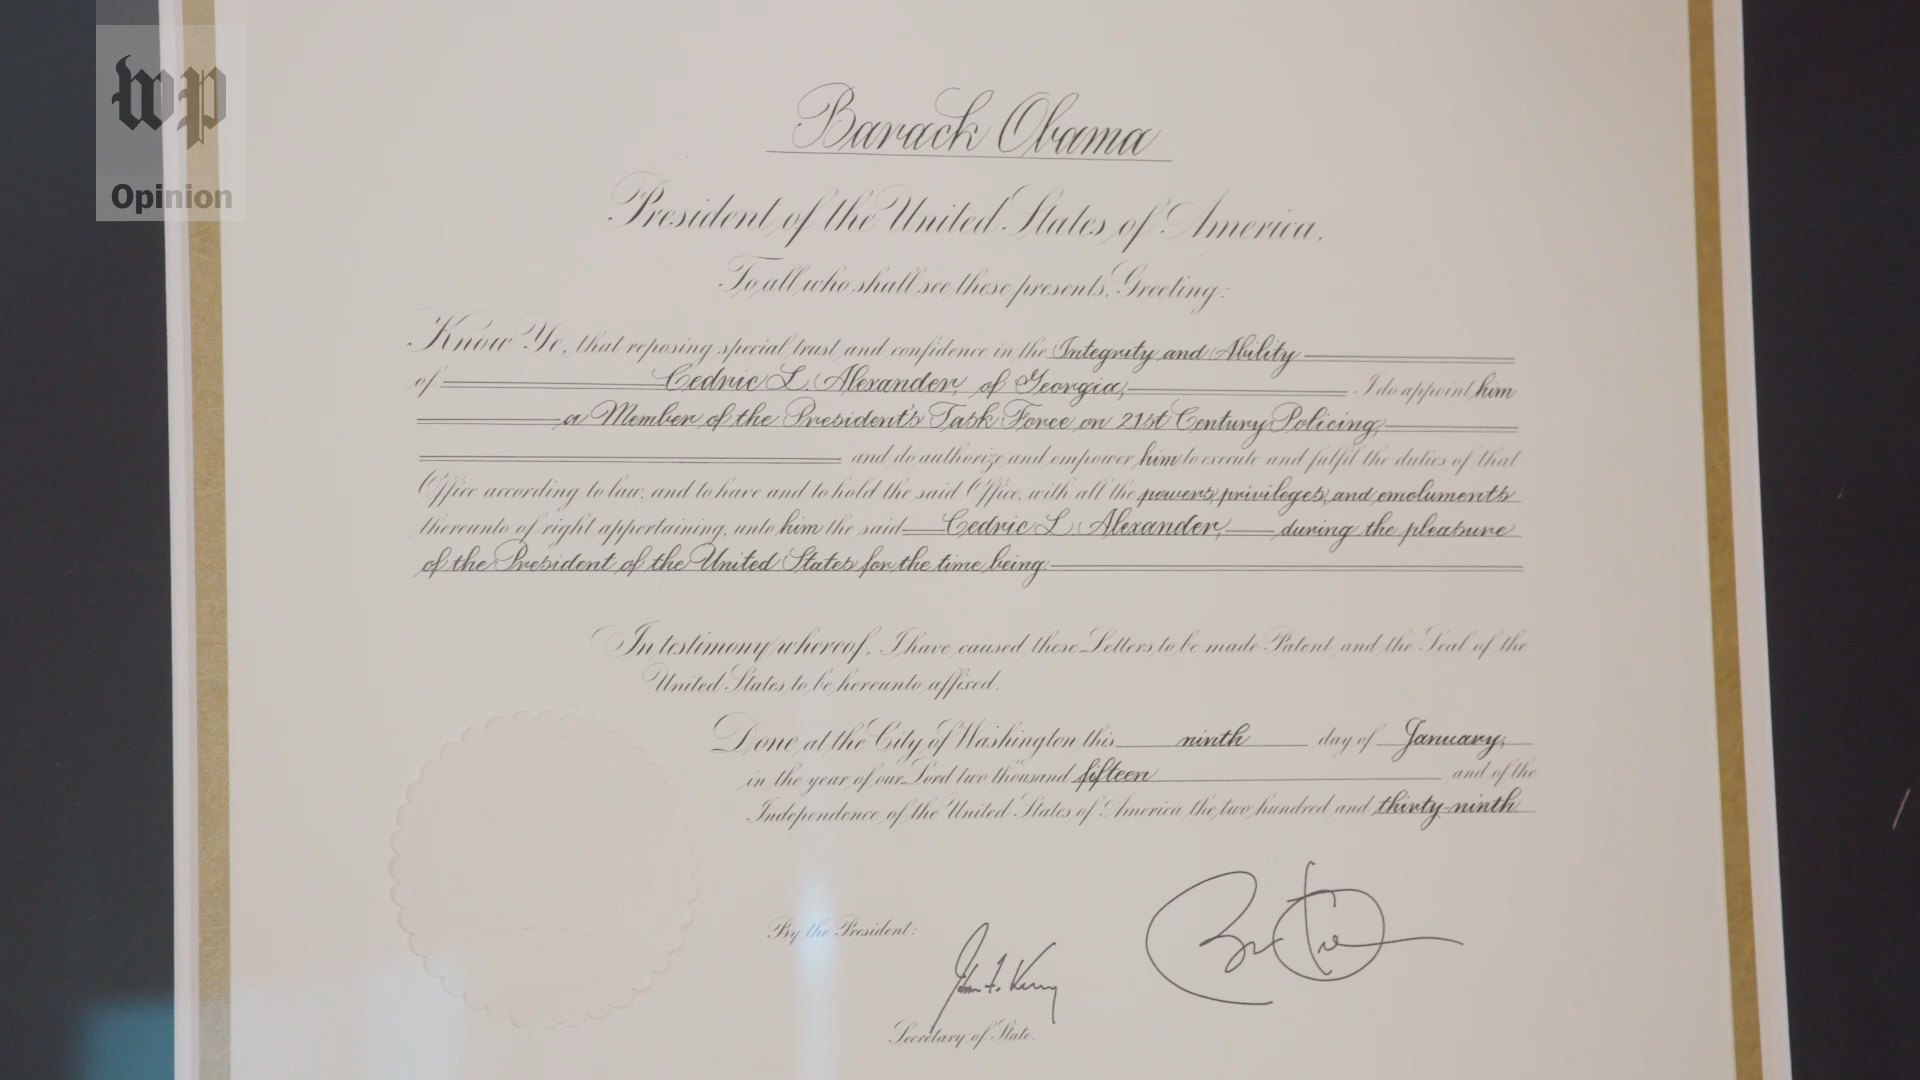 wp
Opinion
Barack Obama
President of the United States of America.
To all who shall see these presents, Greeting:
Know Ye, that reposing special trust and confidence in the Integrity and Ability
of Cedric L. Alexander, of Georgia, I do appoint him
a Member of the President's Task Force on 21st Century Policing,
and do authorize and empower him to execute and fulfil the duties of that
Office according to law, and to have and to hold the said Office, with all the powers, privileges, and emoluments
thereunto of right appertaining, unto him the said Cedric L. Alexander, during the pleasure
of the President of the United States for the time being.
In testimony whereof, I have caused these Letters to be made Patent and the Seal of the
United States to be hereunto affixed.
Done at the City of Washington this ninth day of January,
in the year of our Lord two thousand fifteen and of the
Independence of the United States of America the two hundred and thirty-ninth.
By the President:
John F. Kerry
Secretary of State.